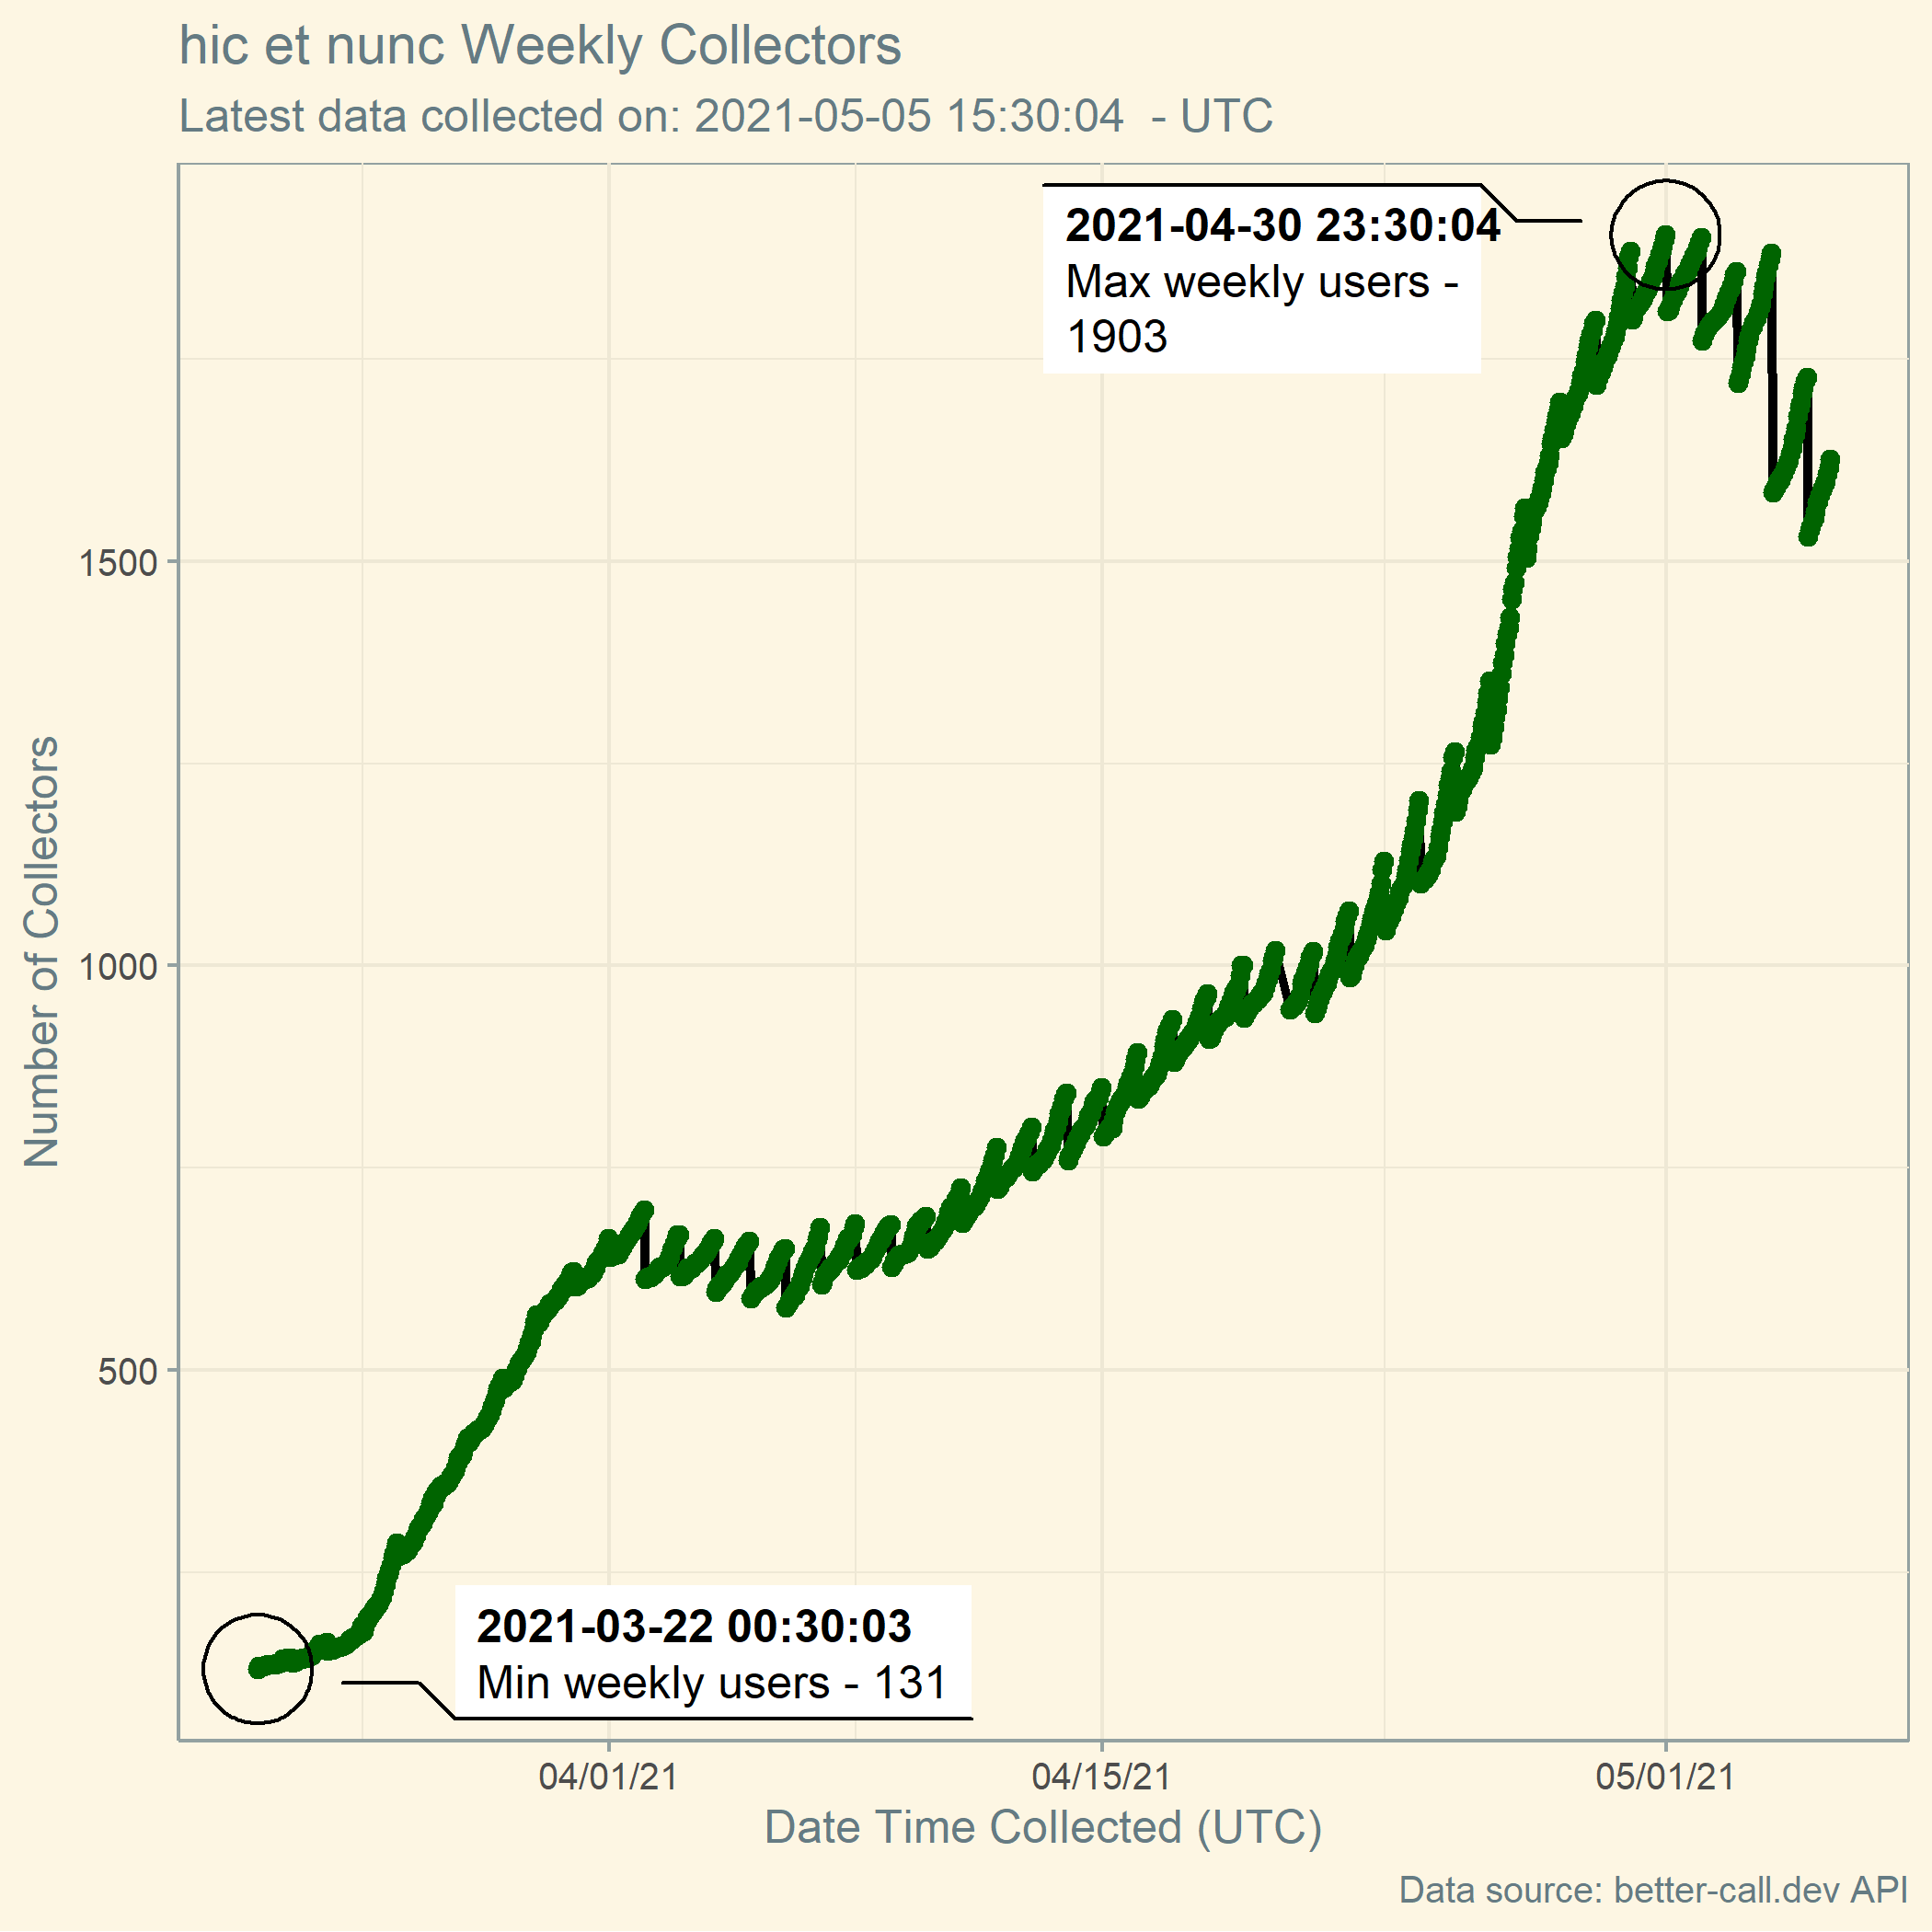 hic et nunc Weekly Collectors
Latest data collected on: 2021-05-05 15:30:04  - UTC
2021-04-30 23:30:04
Max weekly users -
1903
1500
1000
500
Number of Collectors
2021-03-22 00:30:03
Min weekly users - 131
04/01/21
04/15/21
05/01/21
Date Time Collected (UTC)
Data source: better-call.dev API